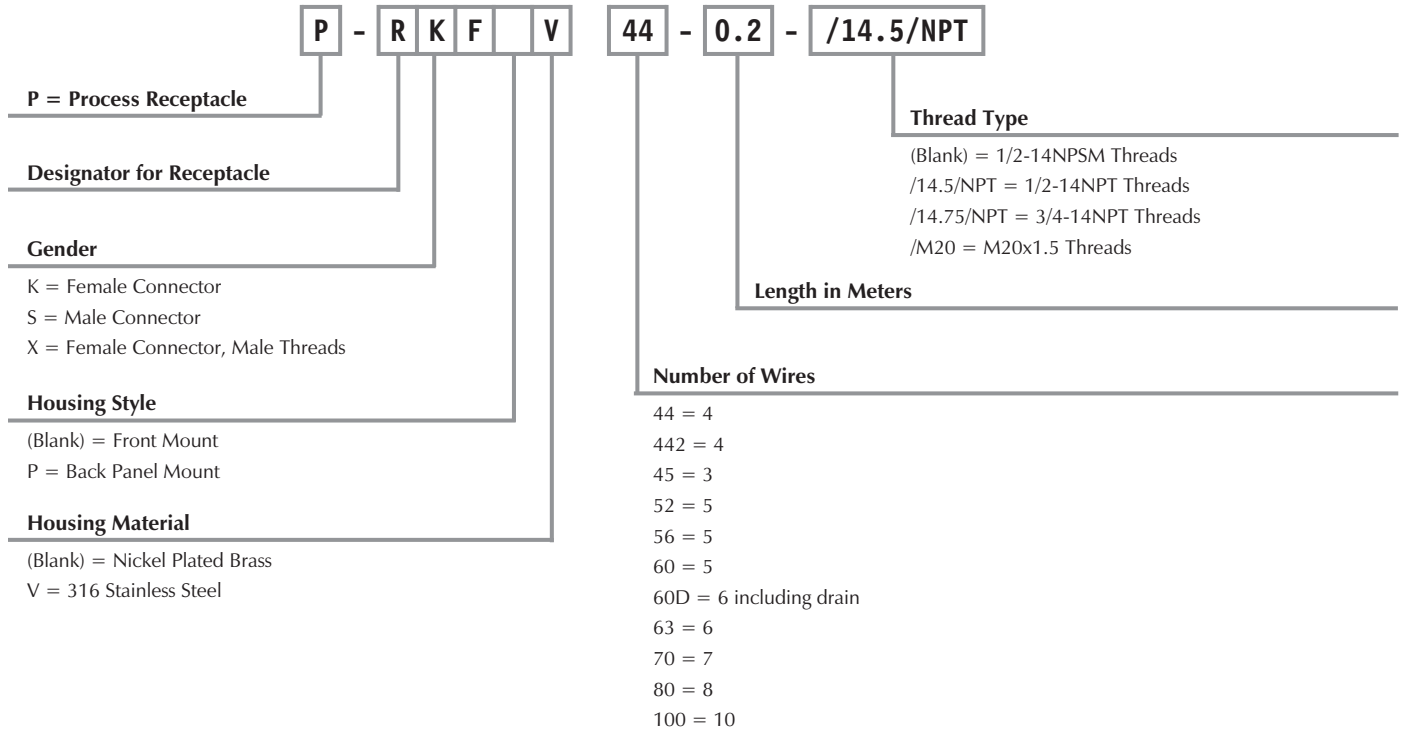 P - R K F V 44 - 0.2 - /14.5/NPT
P = Process Receptacle
Designator for Receptacle
Gender
K = Female Connector
S = Male Connector
X = Female Connector, Male Threads
Housing Style
(Blank) = Front Mount
P = Back Panel Mount
Housing Material
(Blank) = Nickel Plated Brass
V = 316 Stainless Steel
Thread Type
(Blank) = 1/2-14NPSM Threads
/14.5/NPT = 1/2-14NPT Threads
/14.75/NPT = 3/4-14NPT Threads
/M20 = M20x1.5 Threads
Length in Meters
Number of Wires
44 = 4
442 = 4
45 = 3
52 = 5
56 = 5
60 = 5
60D = 6 including drain
63 = 6
70 = 7
80 = 8
100 = 10